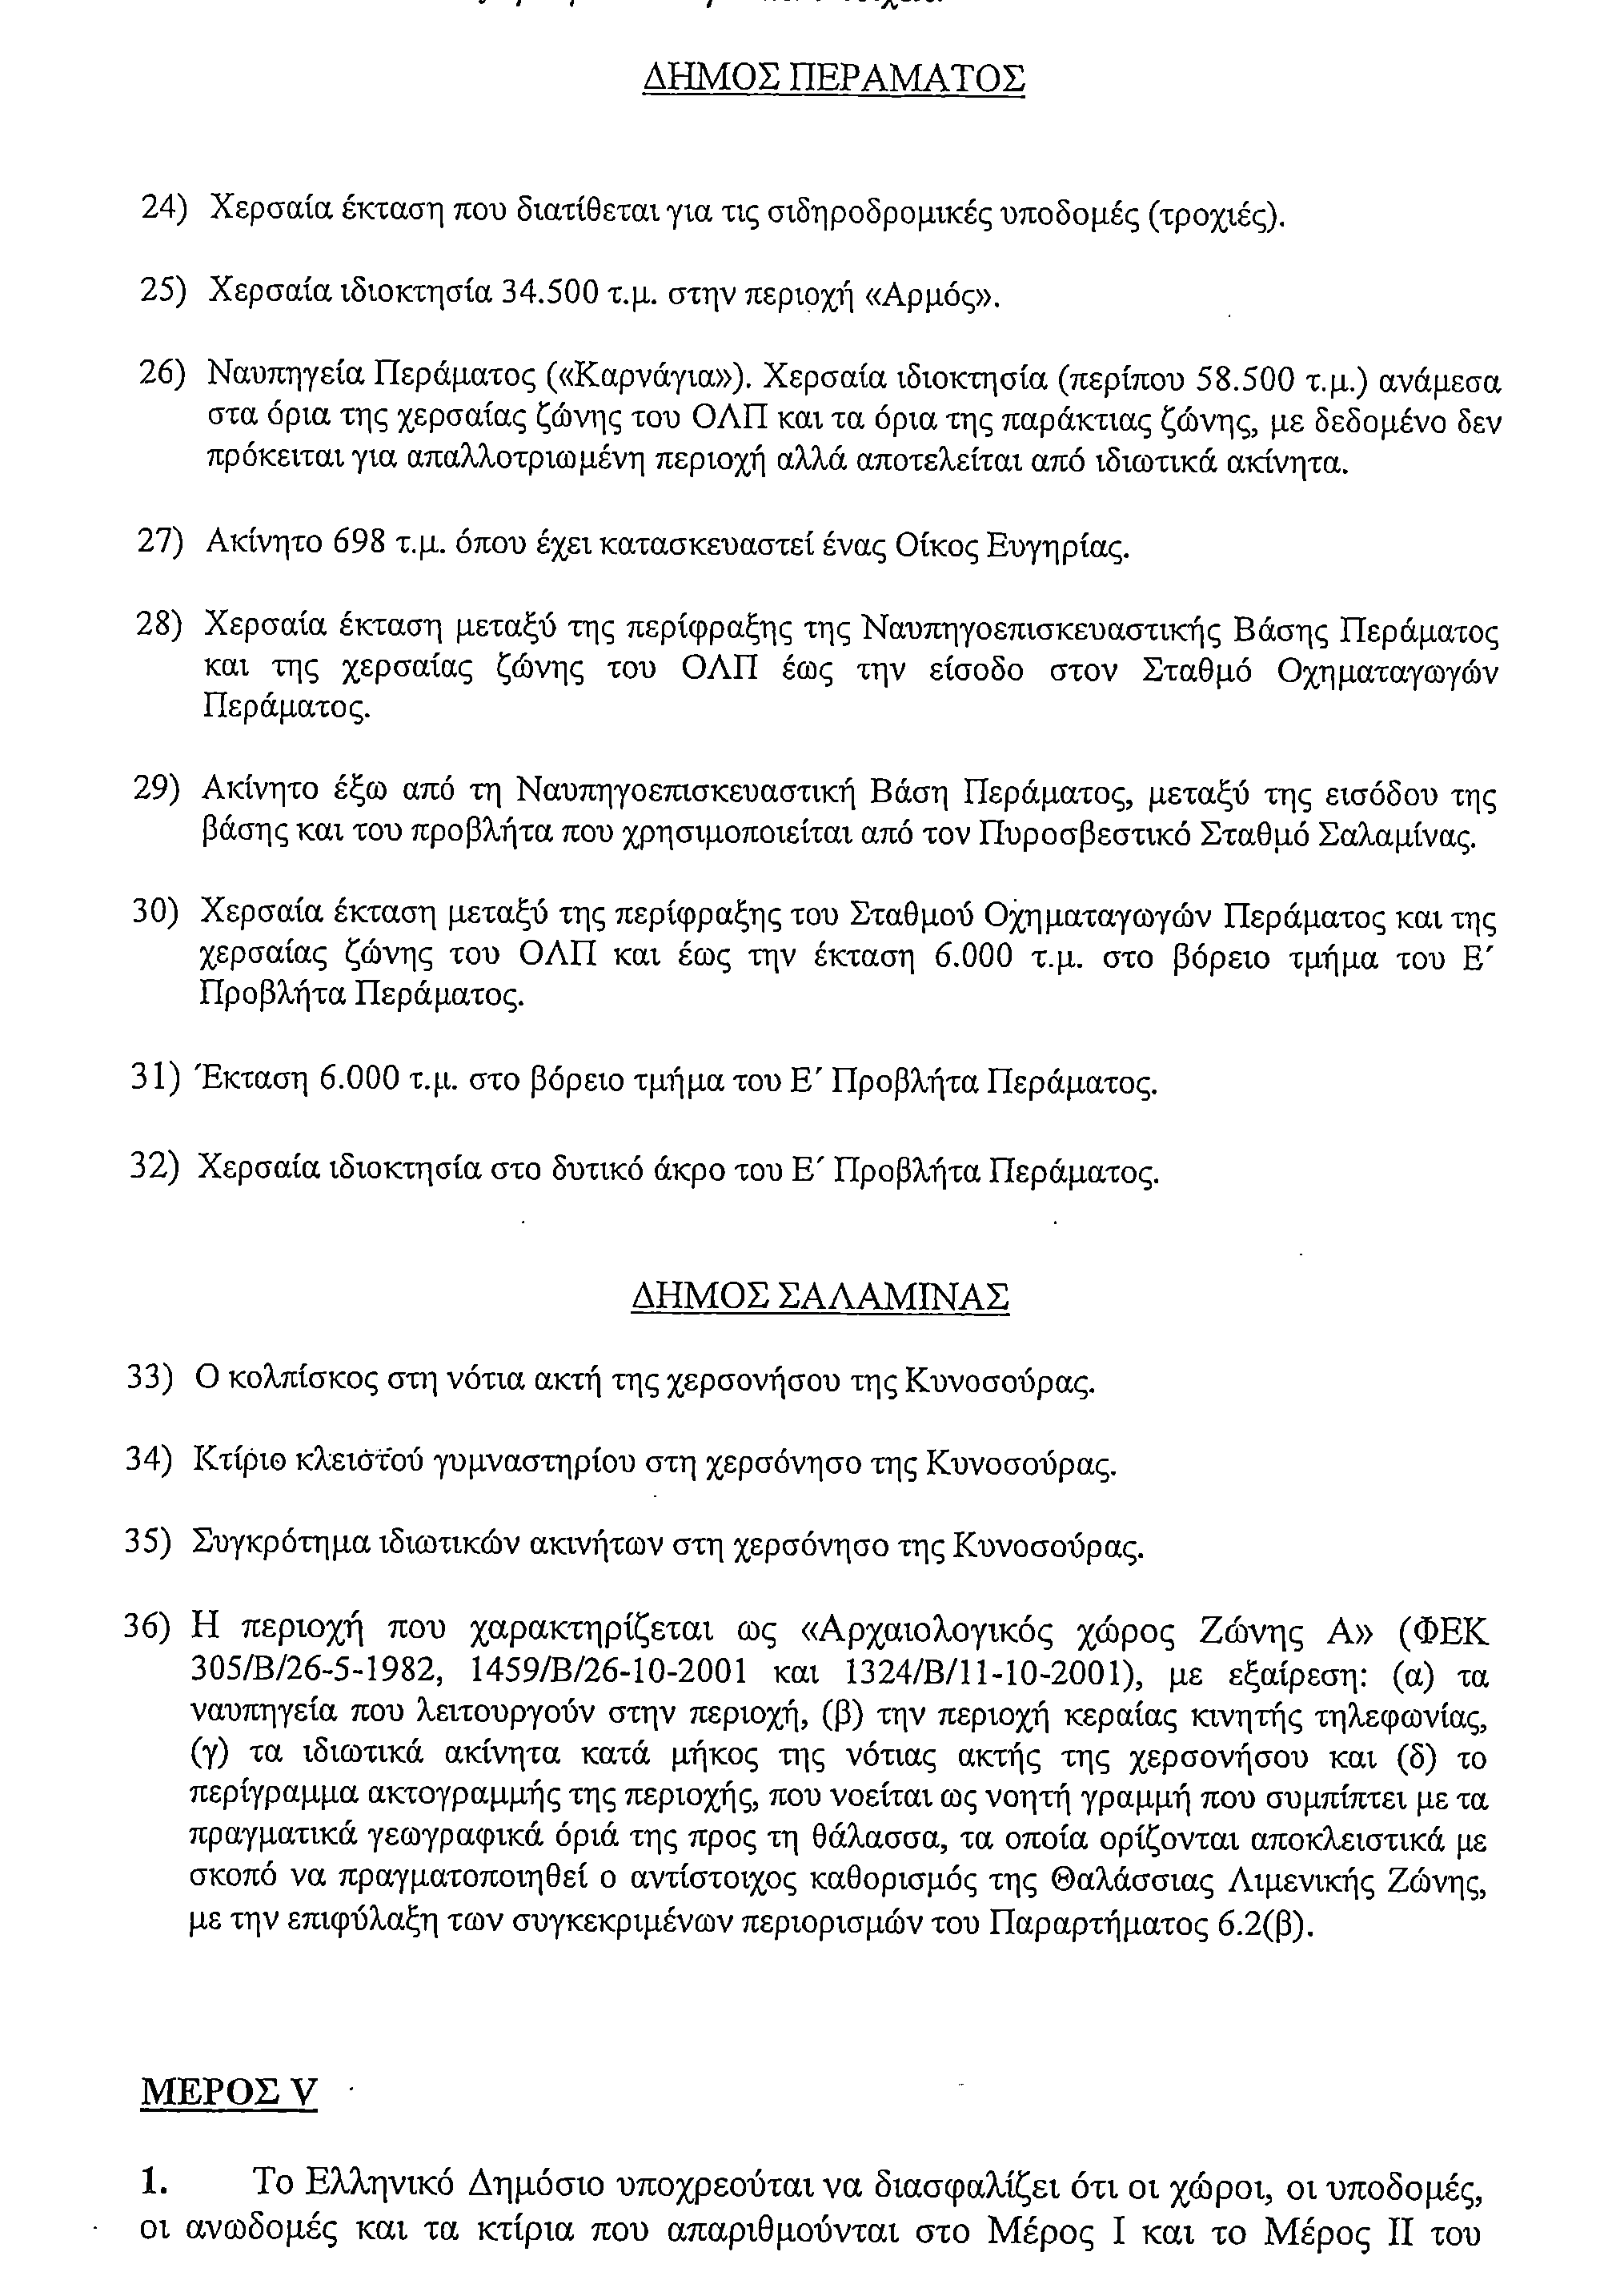 ΔΗΜΟΣ ΠΕΡΑΜΑΤΟΣ
24) Χερσαία έκταση που διατίθεται για τις σιδηροδρομικές υποδομές (τροχιές).
25) Χερσαία ιδιοκτησία 34.500 τ.μ. στην περιοχή «Αρμός».
26) Ναυπηγεία Περάματος («Καρνάγια»). Χερσαία ιδιοκτησία (περίπου 58.500 τ.μ.) ανάμεσα
στα όρια της χερσαίας ζώνης του ΟΛΠ και τα όρια της παράκτιας ζώνης, με δεδομένο δεν
πρόκειται για απαλλοτριωμένη περιοχή αλλά αποτελείται από ιδιωτικά ακίνητα.
27) Ακίνητο 698 τ.μ. όπου έχει κατασκευαστεί ένας Οίκος Ευγηρίας.
28) Χερσαία έκταση μεταξύ της περίφραξης της Ναυπηγοεπισκευαστικής Βάσης Περάματος
και της χερσαίας ζώνης του ΟΛΠ έως την είσοδο στον Σταθμό Οχηματαγωγών
Περάματος.
29) Ακίνητο έξω από τη Ναυπηγοεπισκευαστική Βάση Περάματος, μεταξύ της εισόδου της
βάσης και του προβλήτα που χρησιμοποιείται από τον Πυροσβεστικό Σταθμό Σαλαμίνας.
30) Χερσαία έκταση μεταξύ της περίφραξης του Σταθμού Οχηματαγωγών Περάματος και της
χερσαίας ζώνης του ΟΛΠ και έως την έκταση 6.000 τ.μ. στο βόρειο τμήμα του Ε΄
Προβλήτα Περάματος.
31) Έκταση 6.000 τ.μ. στο βόρειο τμήμα του Ε΄ Προβλήτα Περάματος.
32) Χερσαία ιδιοκτησία στο δυτικό άκρο του Ε΄ Προβλήτα Περάματος.
ΔΗΜΟΣ ΣΑΛΑΜΙΝΑΣ
33) Ο κολπίσκος στη νότια ακτή της χερσονήσου της Κυνοσούρας.
34) Κτίριο κλειστού γυμναστηρίου στη χερσόνησο της Κυνοσούρας.
35) Συγκρότημα ιδιωτικών ακινήτων στη χερσόνησο της Κυνοσούρας.
36) Η περιοχή που χαρακτηρίζεται ως «Αρχαιολογικός χώρος Ζώνης Α» (ΦΕΚ
305/Β/26-5-1982, 1459/Β/26-10-2001 και 1324/Β/11-10-2001), με εξαίρεση: (α) τα
ναυπηγεία που λειτουργούν στην περιοχή, (β) την περιοχή κεραίας κινητής τηλεφωνίας,
(γ) τα ιδιωτικά ακίνητα κατά μήκος της νότιας ακτής της χερσονήσου και (δ) το
περίγραμμα ακτογραμμής της περιοχής, που νοείται ως νοητή γραμμή που συμπίπτει με τα
πραγματικά γεωγραφικά όριά της προς τη θάλασσα, τα οποία ορίζονται αποκλειστικά με
σκοπό να πραγματοποιηθεί ο αντίστοιχος καθορισμός της Θαλάσσιας Λιμενικής Ζώνης,
με την επιφύλαξη των συγκεκριμένων περιορισμών του Παραρτήματος 6.2(β).
ΜΕΡΟΣ V
1. Το Ελληνικό Δημόσιο υποχρεούται να διασφαλίζει ότι οι χώροι, οι υποδομές,
οι ανωδομές και τα κτίρια που απαριθμούνται στο Μέρος Ι και το Μέρος ΙΙ του